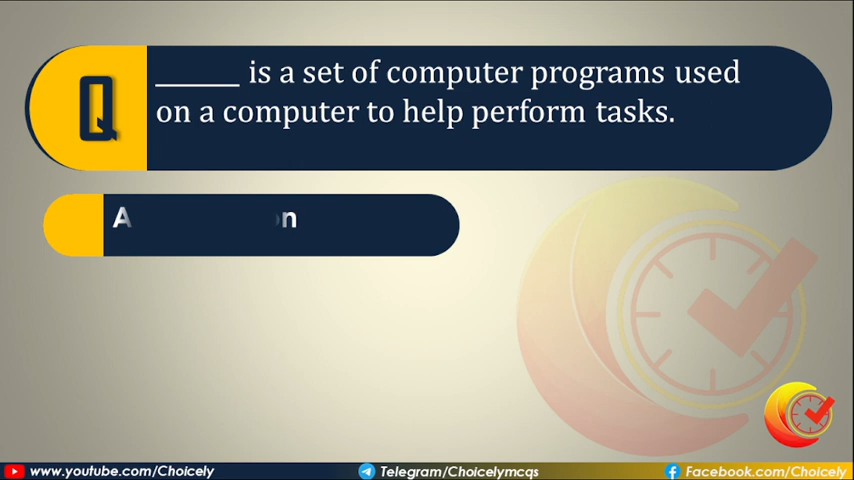 Q
______ is a set of computer programs used
on a computer to help perform tasks.
www.youtube.com/Choicely
Telegram/Choicelymcqs
Facebook.com/Choicely